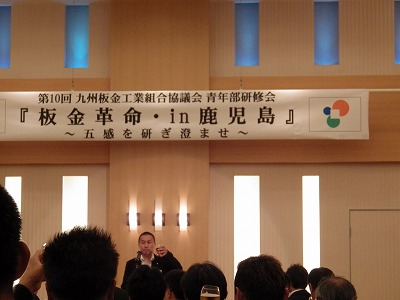 第10回 九州板金工業組合協議会 青年部研修会
『板金革命・in鹿児島』
～五感を研ぎ澄ませ～